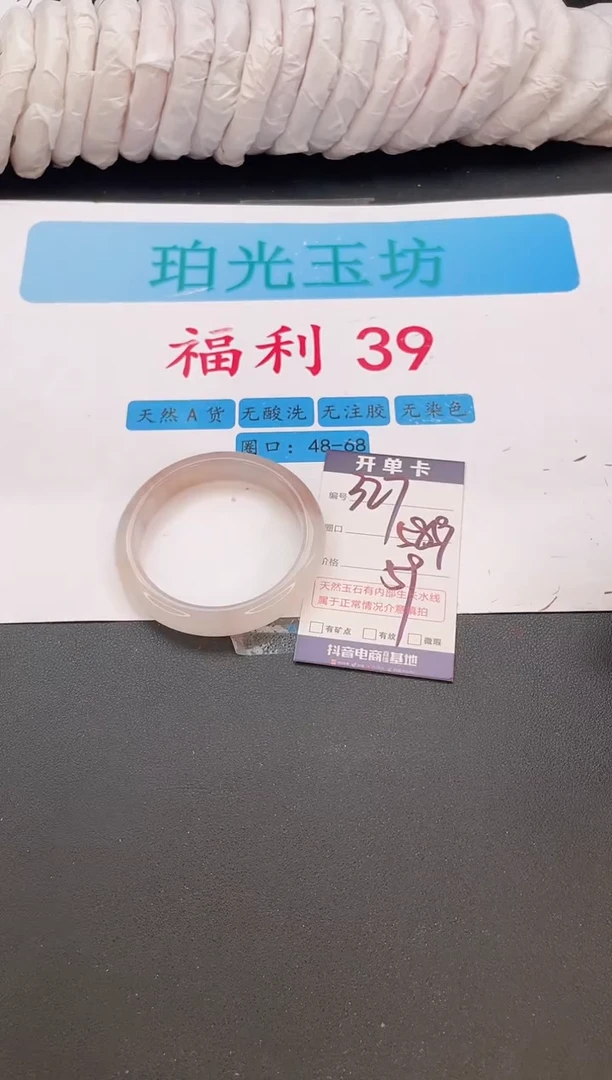 珀光玉坊
福利 39
天然A货 无酸洗 无注胶 无染色
圈口：48-68
开单卡
编号 527
圈口
价格 59
天然玉石有内部生长水线
属于正常情况介意慎拍
有矿点 有纹 微瑕
抖音电商 基地